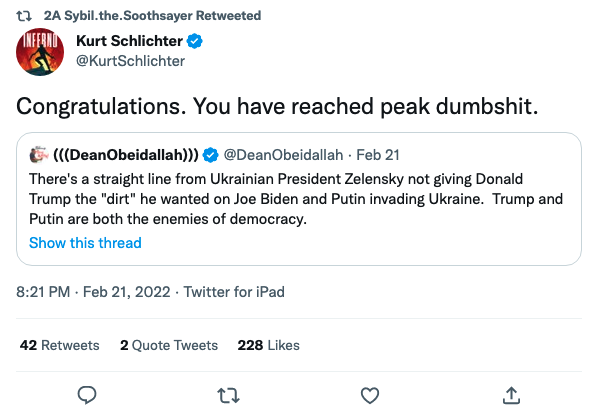 2A Sybil.the.Soothsayer Retweeted
INFERNO
Kurt Schlichter
@KurtSchlichter
Congratulations. You have reached peak dumbshit.
(((DeanObeidallah))) @DeanObeidallah · Feb 21
There's a straight line from Ukrainian President Zelensky not giving Donald
Trump the "dirt" he wanted on Joe Biden and Putin invading Ukraine.  Trump and
Putin are both the enemies of democracy.
Show this thread
8:21 PM · Feb 21, 2022 · Twitter for iPad
42 Retweets 2 Quote Tweets 228 Likes